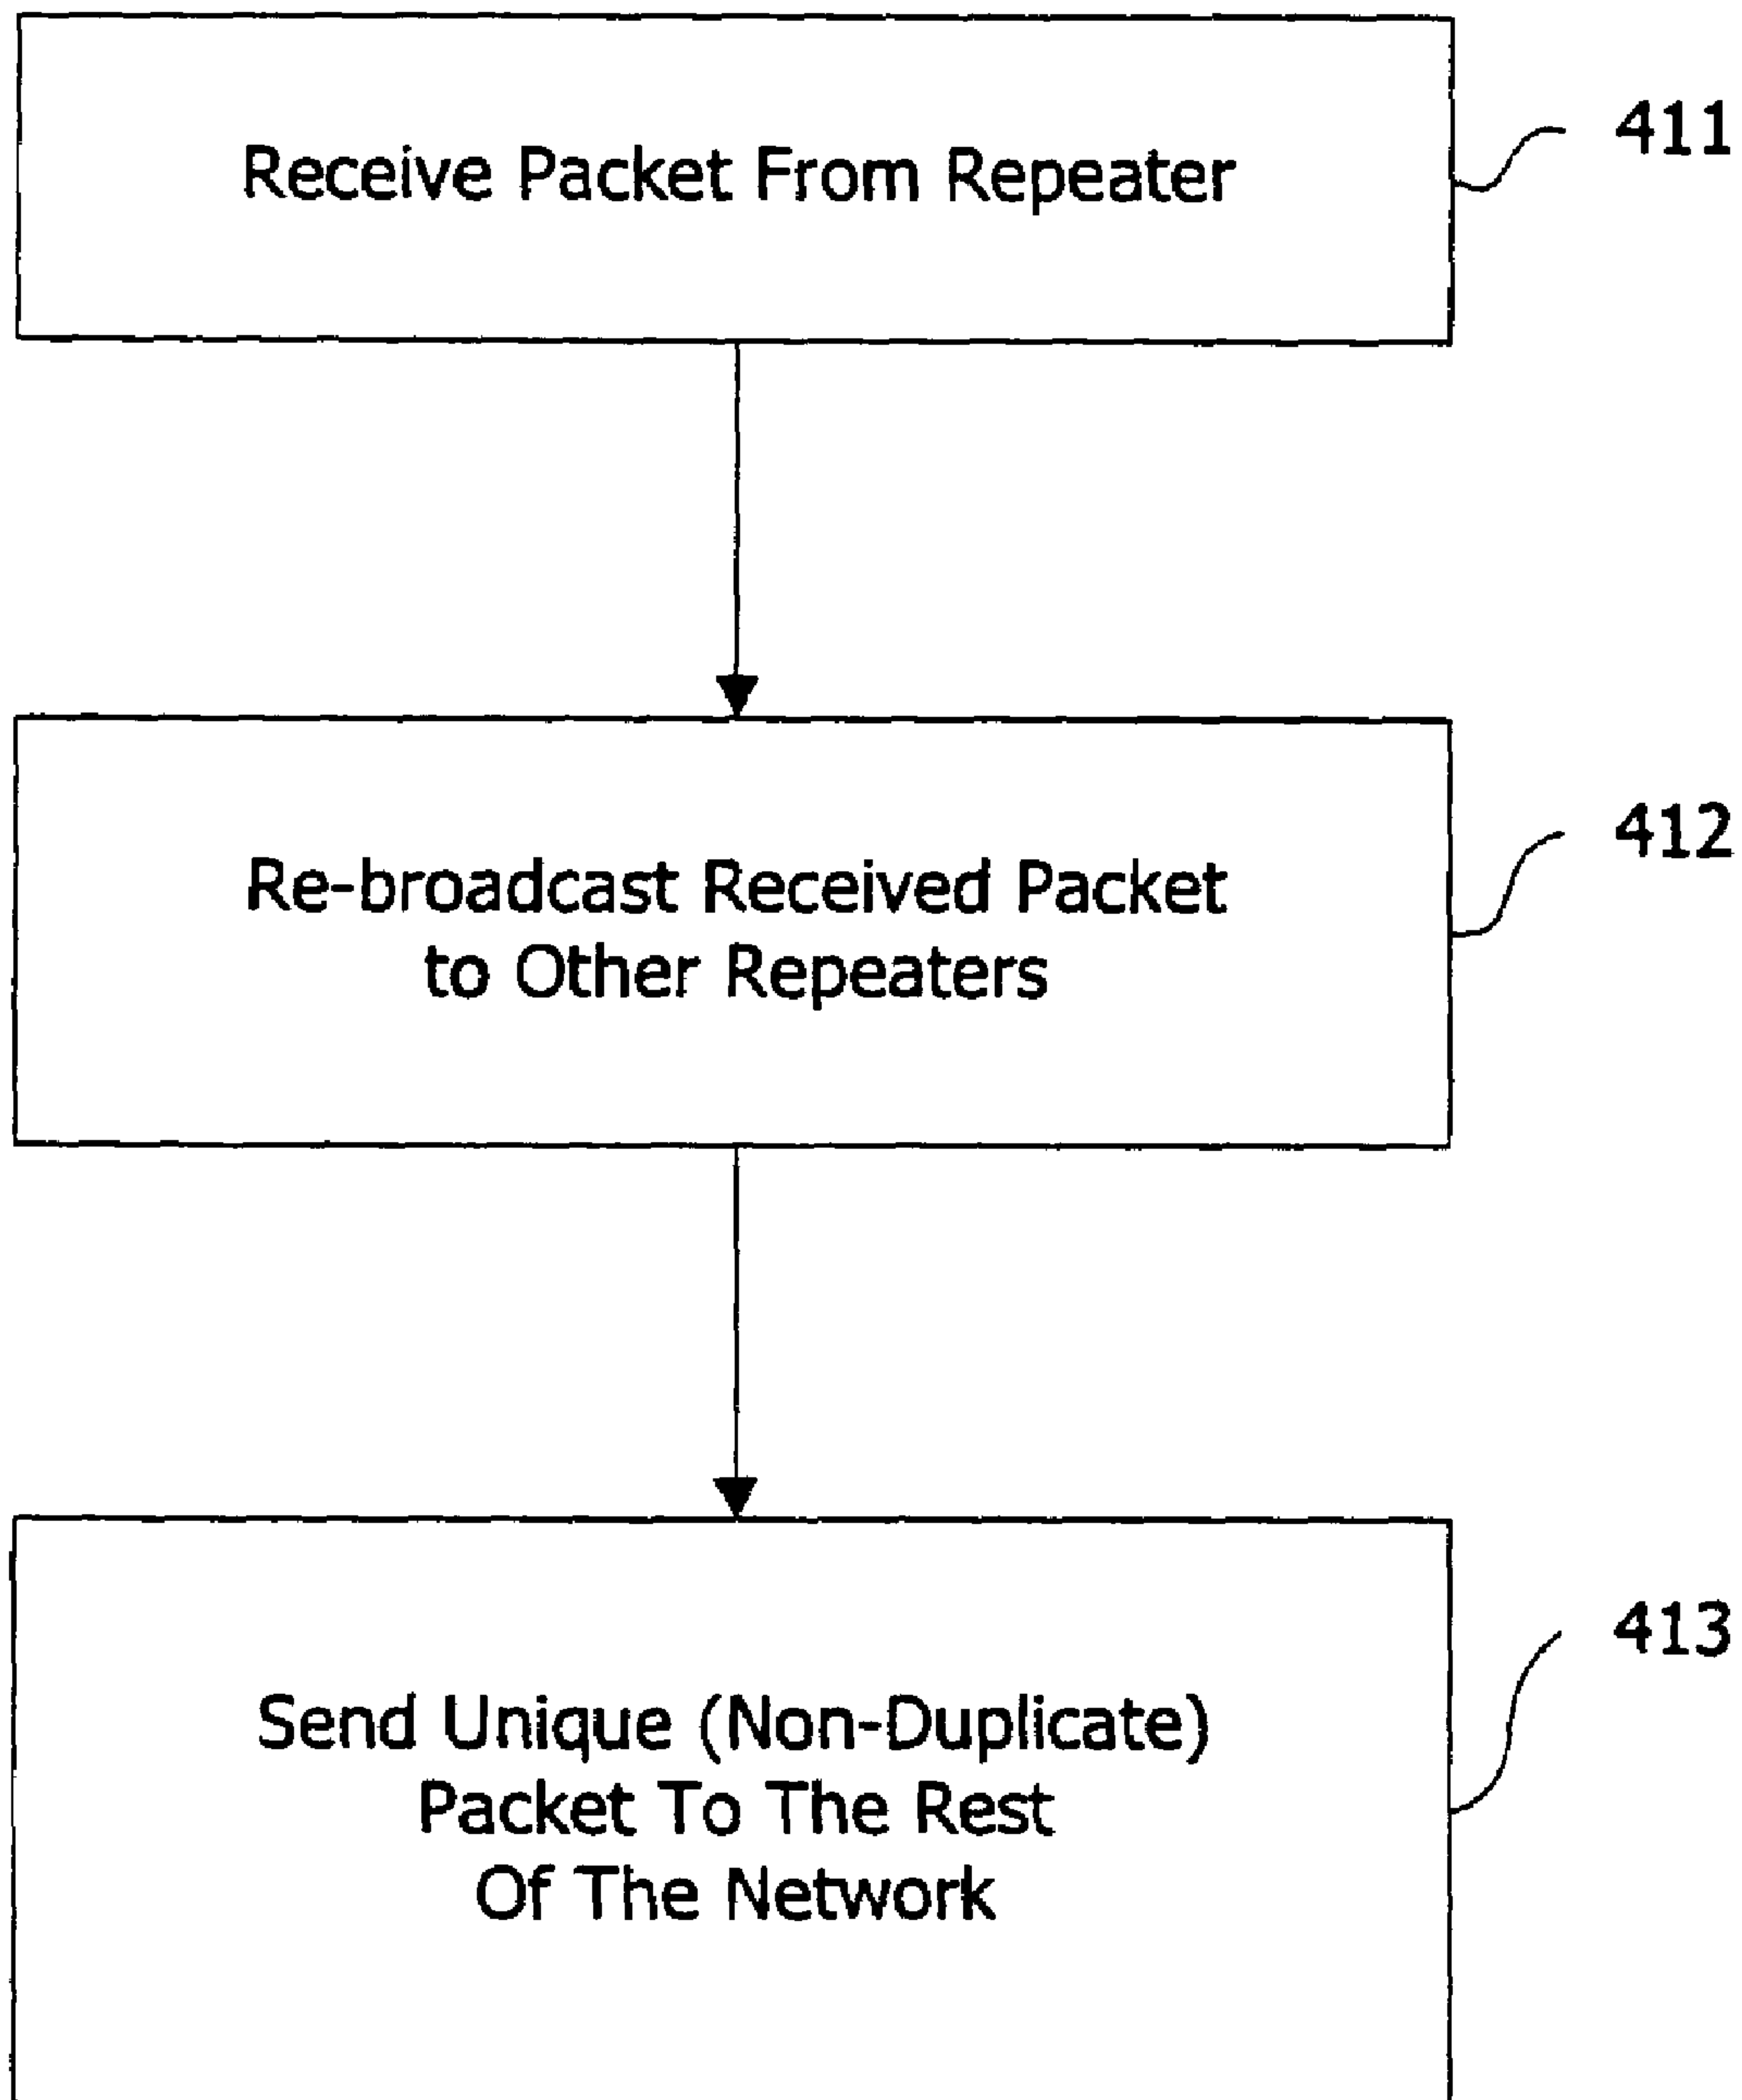 Receive Packet From Repeater
411
Re-broadcast Received Packet
to Other Repeaters
412
Send Unique (Non-Duplicate)
Packet To The Rest
Of The Network
413